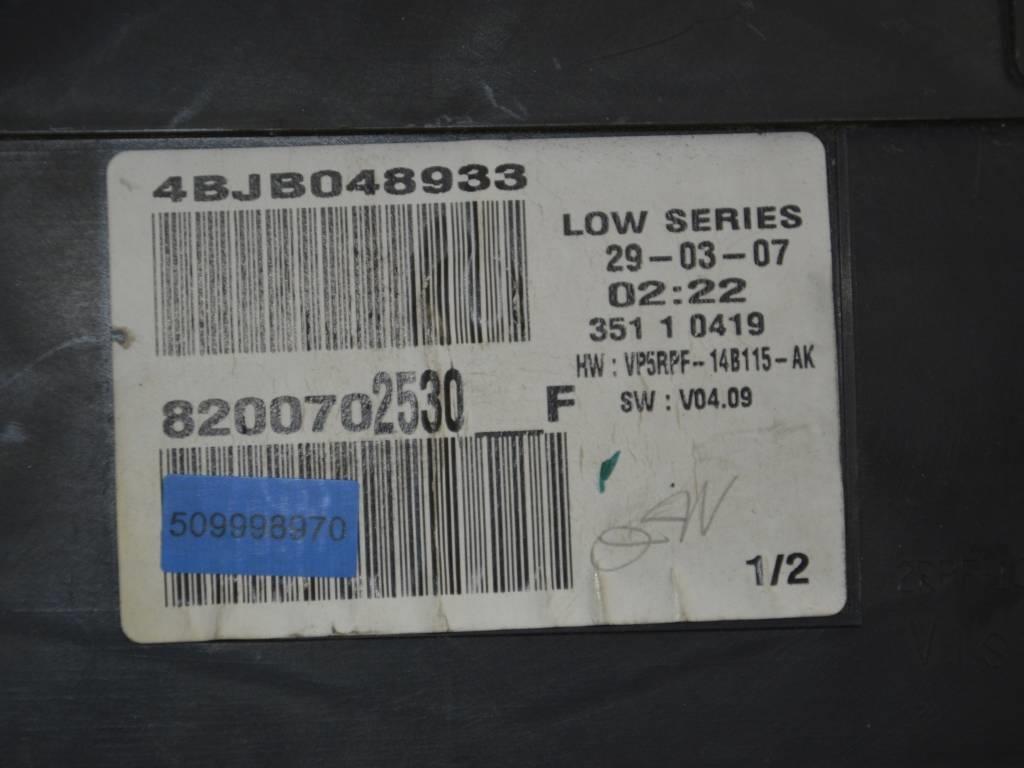 4BJB048933
LOW SERIES
29-03-07
02:22
351 1 0419
HW : VP5RPF-14B115-AK
SW : V04.09
8200702530__F
509998970
1/2